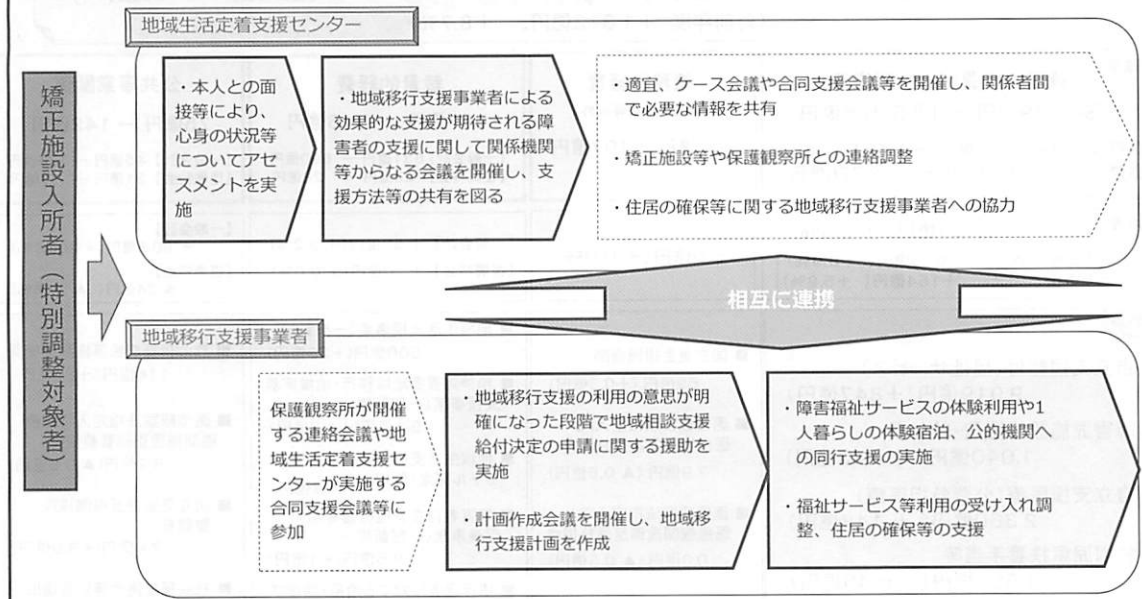 地域生活定着支援センター
矯正施設入所者（特別調整対象者）
・本人との面
接等により、
心身の状況等
についてアセ
スメントを実
施
・地域移行支援事業者による
効果的な支援が期待される障
害者の支援に関して関係機関
等からなる会議を開催し、支
援方法等の共有を図る
・適宜、ケース会議や合同支援会議等を開催し、関係者間
で必要な情報を共有
・矯正施設等や保護観察所との連絡調整
・住居の確保等に関する地域移行支援事業者への協力
相互に連携
地域移行支援事業者
保護観察所が開催
する連絡会議や地
域生活定着支援セ
ンターが実施する
合同支援会議等に
参加
・地域移行支援の利用の意思が明
確になった段階で地域相談支援
給付決定の申請に関する援助を
実施
・計画作成会議を開催し、地域移
行支援計画を作成
・障害福祉サービスの体験利用や1
人暮らしの体験宿泊、公的機関へ
の同行支援の実施
・福祉サービス等利用の受け入れ調
整、住居の確保等の支援